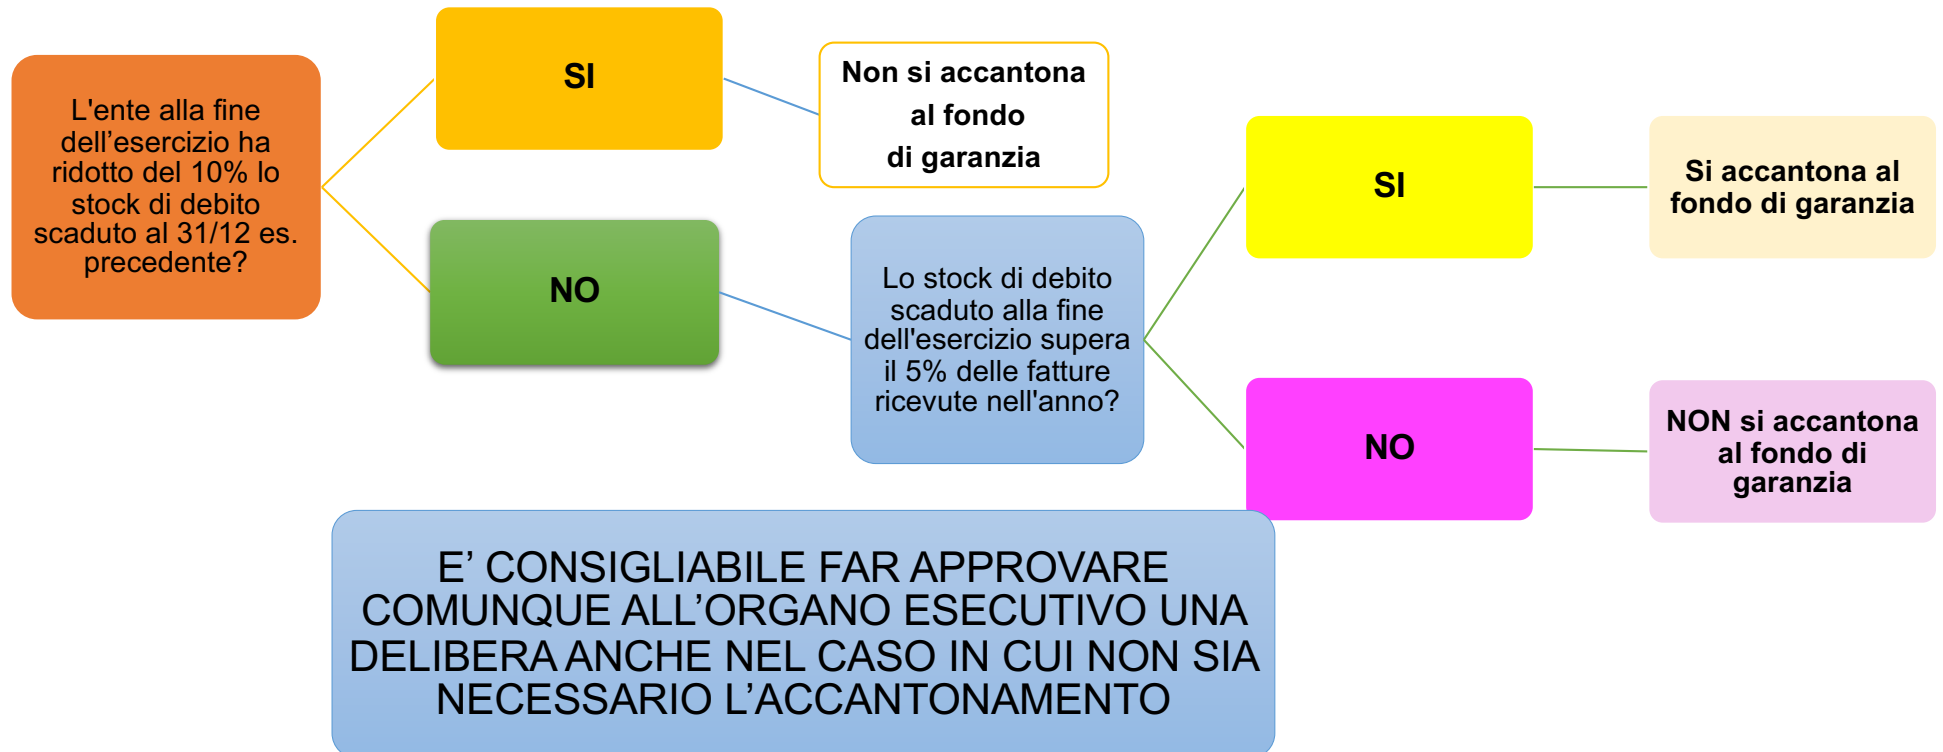 L'ente alla fine
dell’esercizio ha
ridotto del 10% lo
stock di debito
scaduto al 31/12 es.
precedente?
SI
Non si accantona
al fondo
di garanzia
NO
Lo stock di debito
scaduto alla fine
dell'esercizio supera
il 5% delle fatture
ricevute nell'anno?
SI
Si accantona al
fondo di garanzia
NO
NON si accantona
al fondo di
garanzia
E’ CONSIGLIABILE FAR APPROVARE
COMUNQUE ALL’ORGANO ESECUTIVO UNA
DELIBERA ANCHE NEL CASO IN CUI NON SIA
NECESSARIO L’ACCANTONAMENTO